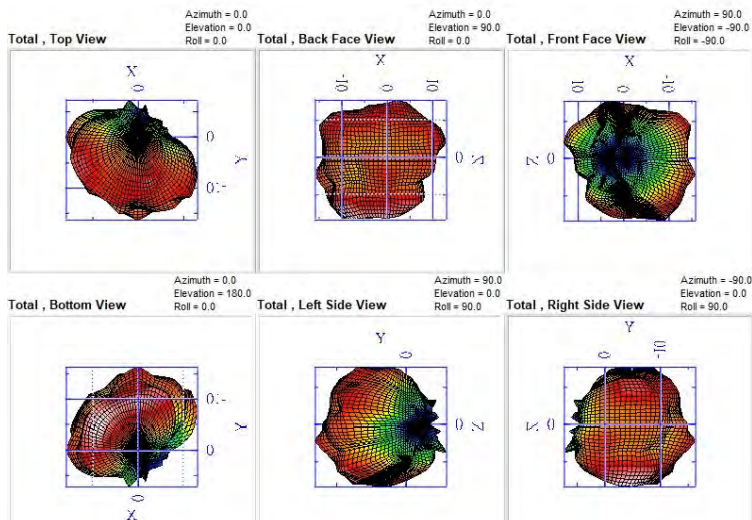 Azimuth = 0.0
Elevation = 0.0
Roll = 0.0
Total , Top View
X
0
0
Y
-10
Azimuth = 0.0
Elevation = 90.0
Roll = 0.0
Total , Back Face View
X
-10
0
10
0
Z
Azimuth = 90.0
Elevation = -90.0
Roll = -90.0
Total , Front Face View
X
10
0
-10
Z
0
Azimuth = 0.0
Elevation = 180.0
Roll = 0.0
Total , Bottom View
-10
Y
0
0
X
Azimuth = 90.0
Elevation = 0.0
Roll = 90.0
Total , Left Side View
Y
0
0
Z
Azimuth = -90.0
Elevation = 0.0
Roll = 90.0
Total , Right Side View
Y
0
-10
Z
0